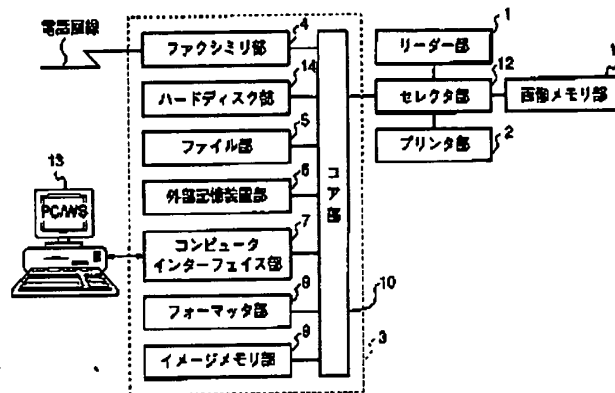 電話回線
ファクシミリ部
4
ハードディスク部
14
ファイル部
5
外部記憶装置部
6
13
PC/WS
コンピュータ
インターフェイス部
7
フォーマッタ部
8
イメージメモリ部
9
コア部
10
3
リーダー部
1
セレクタ部
12
プリンタ部
2
画像メモリ部